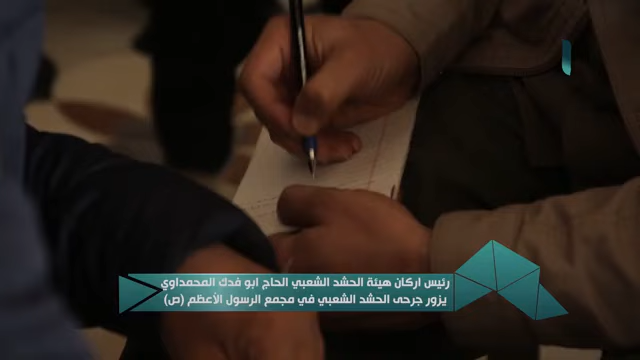 رئيس اركان هيئة الحشد الشعبي الحاج ابو فدك المحمداوي
يزور جرحى الحشد الشعبي في مجمع الرسول الأعظم (ص)